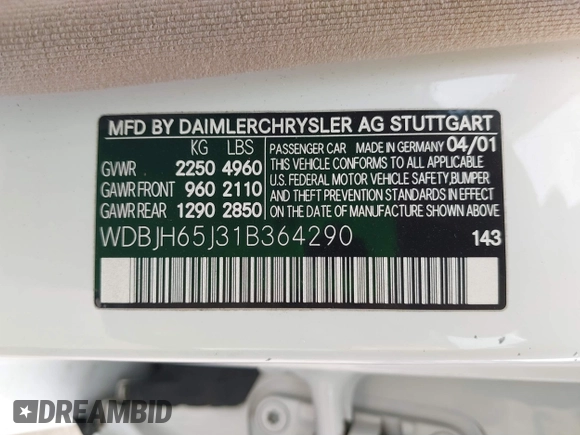 MFD BY DAIMLERCHRYSLER AG STUTTGART
KG LBS
GVWR 2250 4960
GAWR FRONT 960 2110
GAWR REAR 1290 2850
PASSENGER CAR MADE IN GERMANY 04/01
THIS VEHICLE CONFORMS TO ALL APPLICABLE
U.S. FEDERAL MOTOR VEHICLE SAFETY,BUMPER
AND THEFT PREVENTION STANDARDS IN EFFECT
ON THE DATE OF MANUFACTURE SHOWN ABOVE.
WDBJH65J31B364290 143
DREAMBID